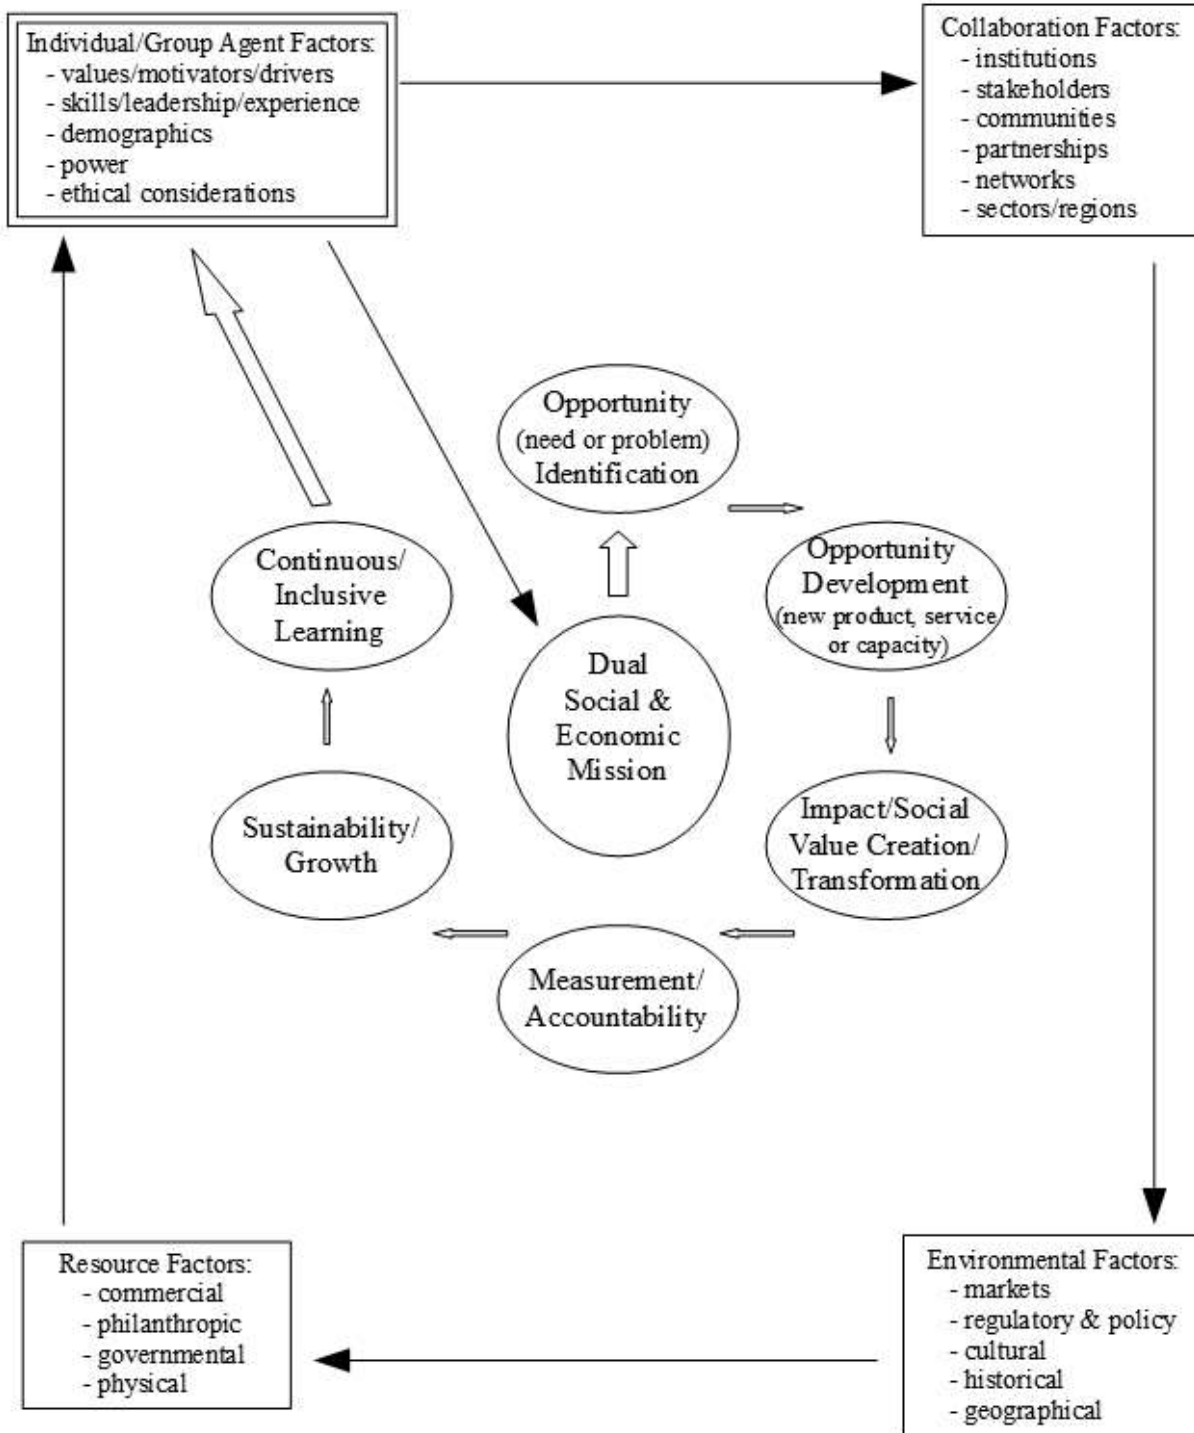 Individual/Group Agent Factors:
- values/motivators/drivers
- skills/leadership/experience
- demographics
- power
- ethical considerations
Collaboration Factors:
- institutions
- stakeholders
- communities
- partnerships
- networks
- sectors/regions
Opportunity
(need or problem)
Identification
Opportunity
Development
(new product, service
or capacity)
Impact/Social
Value Creation/
Transformation
Measurement/
Accountability
Sustainability/
Growth
Continuous/
Inclusive
Learning
Dual
Social &
Economic
Mission
Resource Factors:
- commercial
- philanthropic
- governmental
- physical
Environmental Factors:
- markets
- regulatory & policy
- cultural
- historical
- geographical